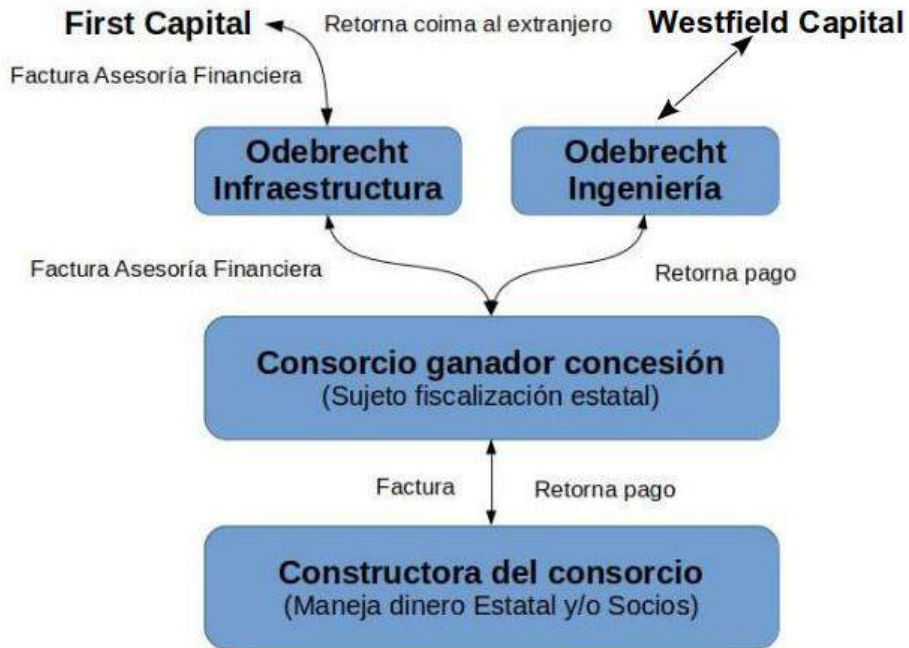 First Capital
Retorna coima al extranjero
Westfield Capital
Factura Asesoría Financiera
Odebrecht
Infraestructura
Odebrecht
Ingeniería
Factura Asesoría Financiera
Retorna pago
Consorcio ganador concesión
(Sujeto fiscalización estatal)
Factura
Retorna pago
Constructora del consorcio
(Maneja dinero Estatal y/o Socios)